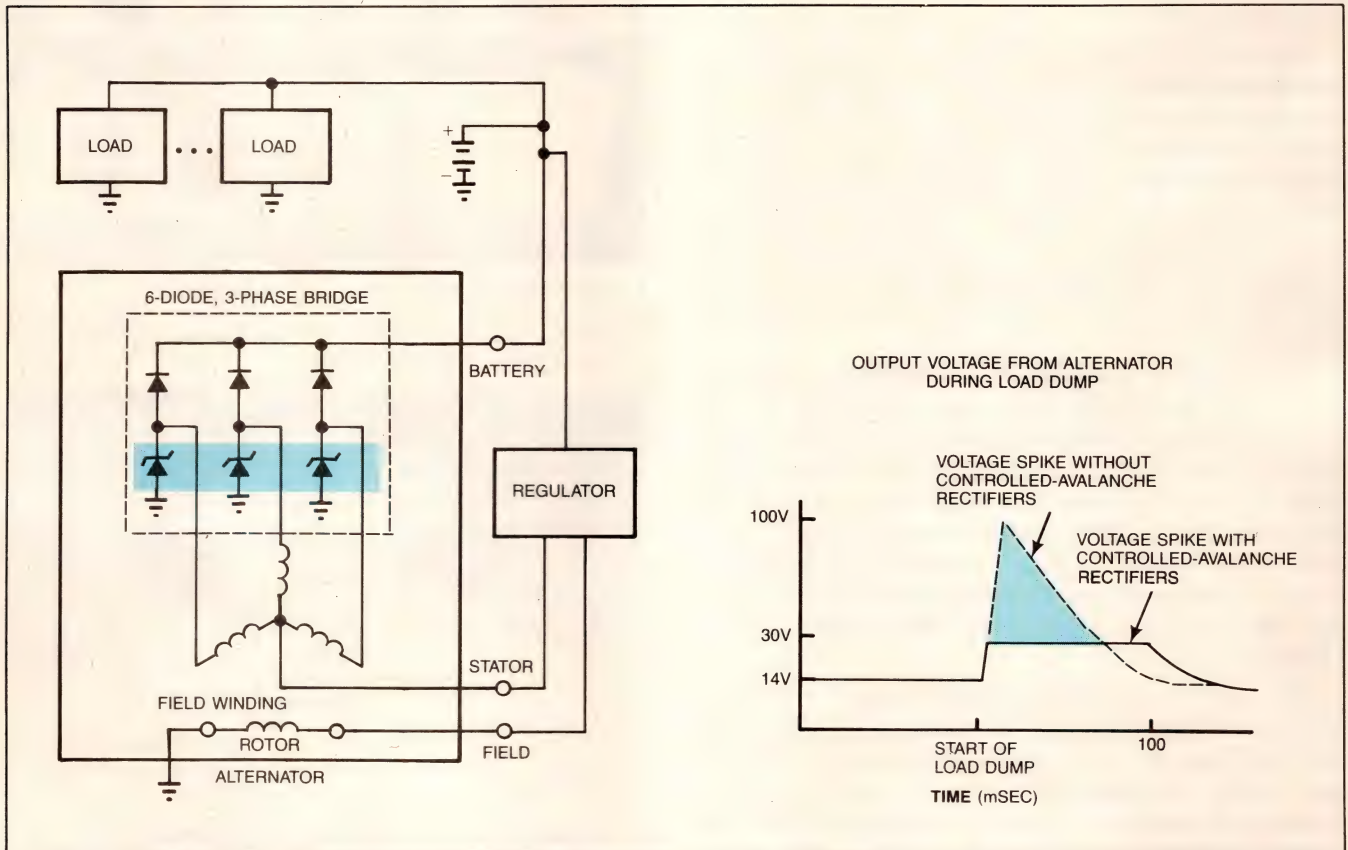 LOAD
LOAD
+
−
6-DIODE, 3-PHASE BRIDGE
BATTERY
REGULATOR
STATOR
FIELD WINDING
ROTOR
FIELD
ALTERNATOR
OUTPUT VOLTAGE FROM ALTERNATOR
DURING LOAD DUMP
VOLTAGE SPIKE WITHOUT
CONTROLLED-AVALANCHE
RECTIFIERS
100V
VOLTAGE SPIKE WITH
CONTROLLED-AVALANCHE
RECTIFIERS
30V
14V
START OF
LOAD DUMP
100
TIME (mSEC)